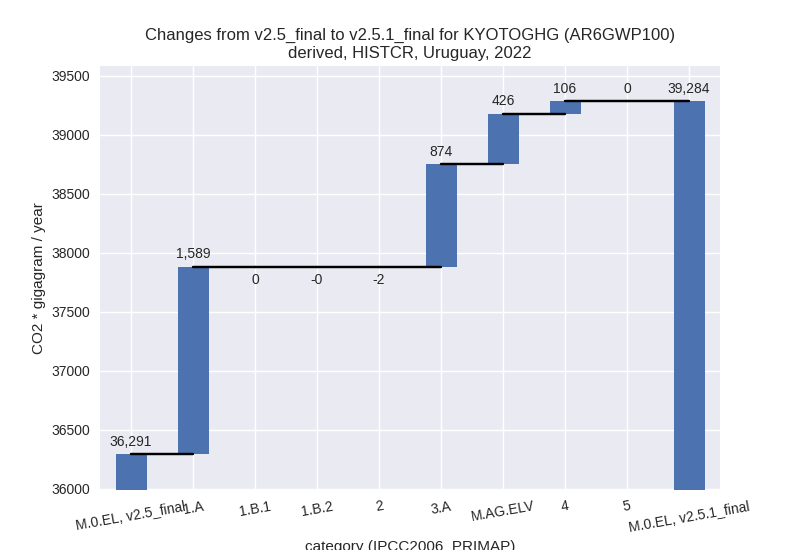 Changes from v2.5_final to v2.5.1_final for KYOTOGHG (AR6GWP100)
derived, HISTCR, Uruguay, 2022
39500
39000
38500
38000
37500
37000
36500
36000
CO2 * gigagram / year
36,291
1,589
0
-0
-2
874
426
106
0
39,284
M.0.EL, v2.5_final
1.A
1.B.1
1.B.2
2
3.A
M.AG.ELV
4
5
M.0.EL, v2.5.1_final
category (IPCC2006_PRIMAP)